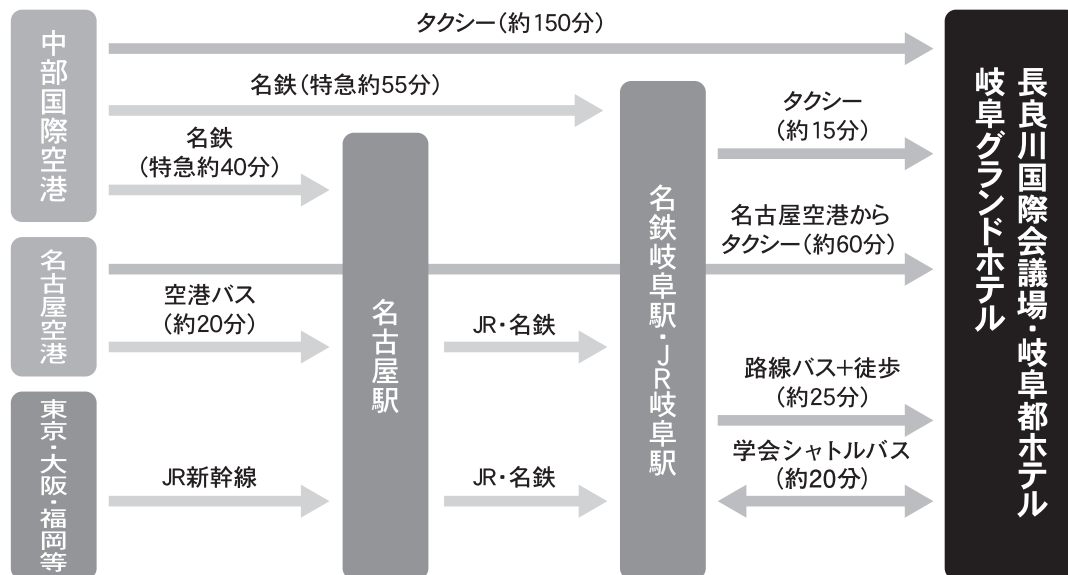 中部国際空港
タクシー(約150分)
名鉄(特急約55分)
名鉄
(特急約40分)
タクシー
(約15分)
名古屋空港
名古屋空港から
タクシー(約60分)
空港バス
(約20分)
名古屋駅
JR・名鉄
名鉄岐阜駅・JR岐阜駅
路線バス+徒歩
(約25分)
東京・大阪・福岡等
JR新幹線
JR・名鉄
学会シャトルバス
(約20分)
長良川国際会議場・岐阜都ホテル
岐阜グランドホテル